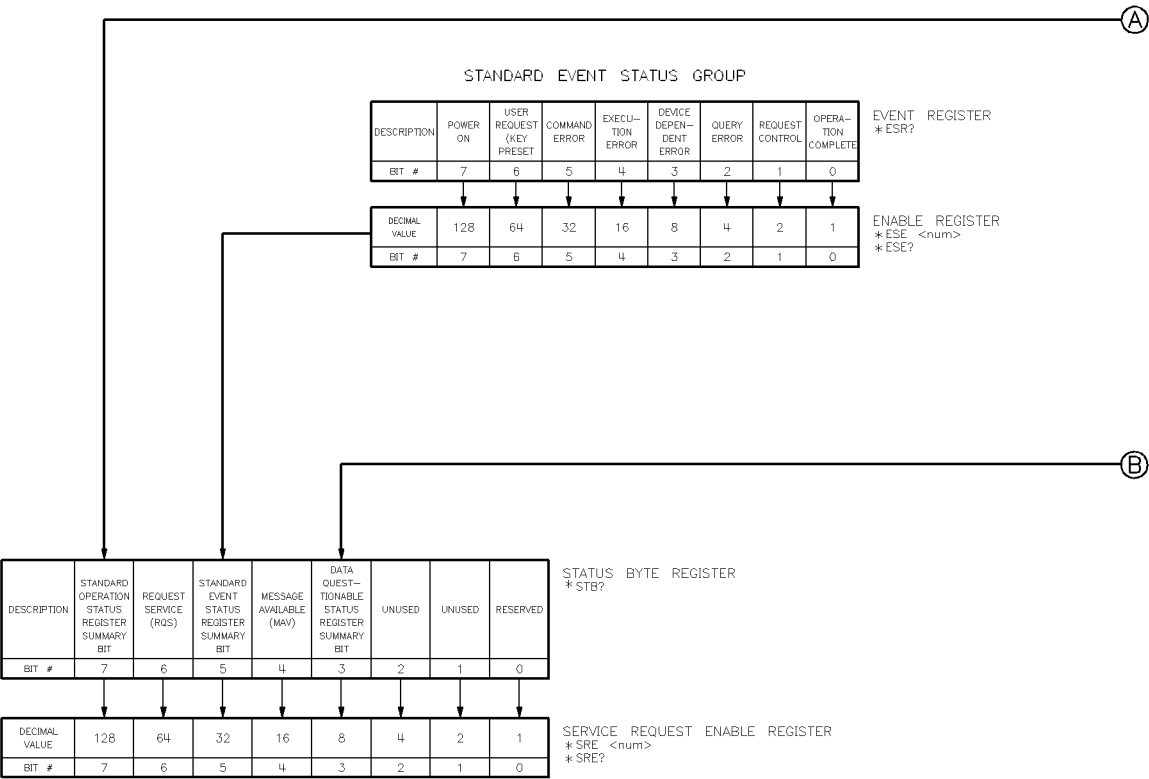 A
STANDARD EVENT STATUS GROUP
DESCRIPTION
POWER
ON
USER
REQUEST
(KEY
PRESET
COMMAND
ERROR
EXECU-
TION
ERROR
DEVICE
DEPEN-
DENT
ERROR
QUERY
ERROR
REQUEST
CONTROL
OPERA-
TION
COMPLETE
BIT # 7 6 5 4 3 2 1 0
EVENT REGISTER
*ESR?
DECIMAL
VALUE
128 64 32 16 8 4 2 1
BIT # 7 6 5 4 3 2 1 0
ENABLE REGISTER
*ESE <num>
*ESE?
B
DESCRIPTION
STANDARD
OPERATION
STATUS
REGISTER
SUMMARY
BIT
REQUEST
SERVICE
(RQS)
STANDARD
EVENT
STATUS
REGISTER
SUMMARY
BIT
MESSAGE
AVAILABLE
(MAV)
DATA
QUEST-
TIONABLE
STATUS
REGISTER
SUMMARY
BIT
UNUSED
UNUSED
RESERVED
BIT # 7 6 5 4 3 2 1 0
STATUS BYTE REGISTER
*STB?
DECIMAL
VALUE
128 64 32 16 8 4 2 1
BIT # 7 6 5 4 3 2 1 0
SERVICE REQUEST ENABLE REGISTER
*SRE <num>
*SRE?